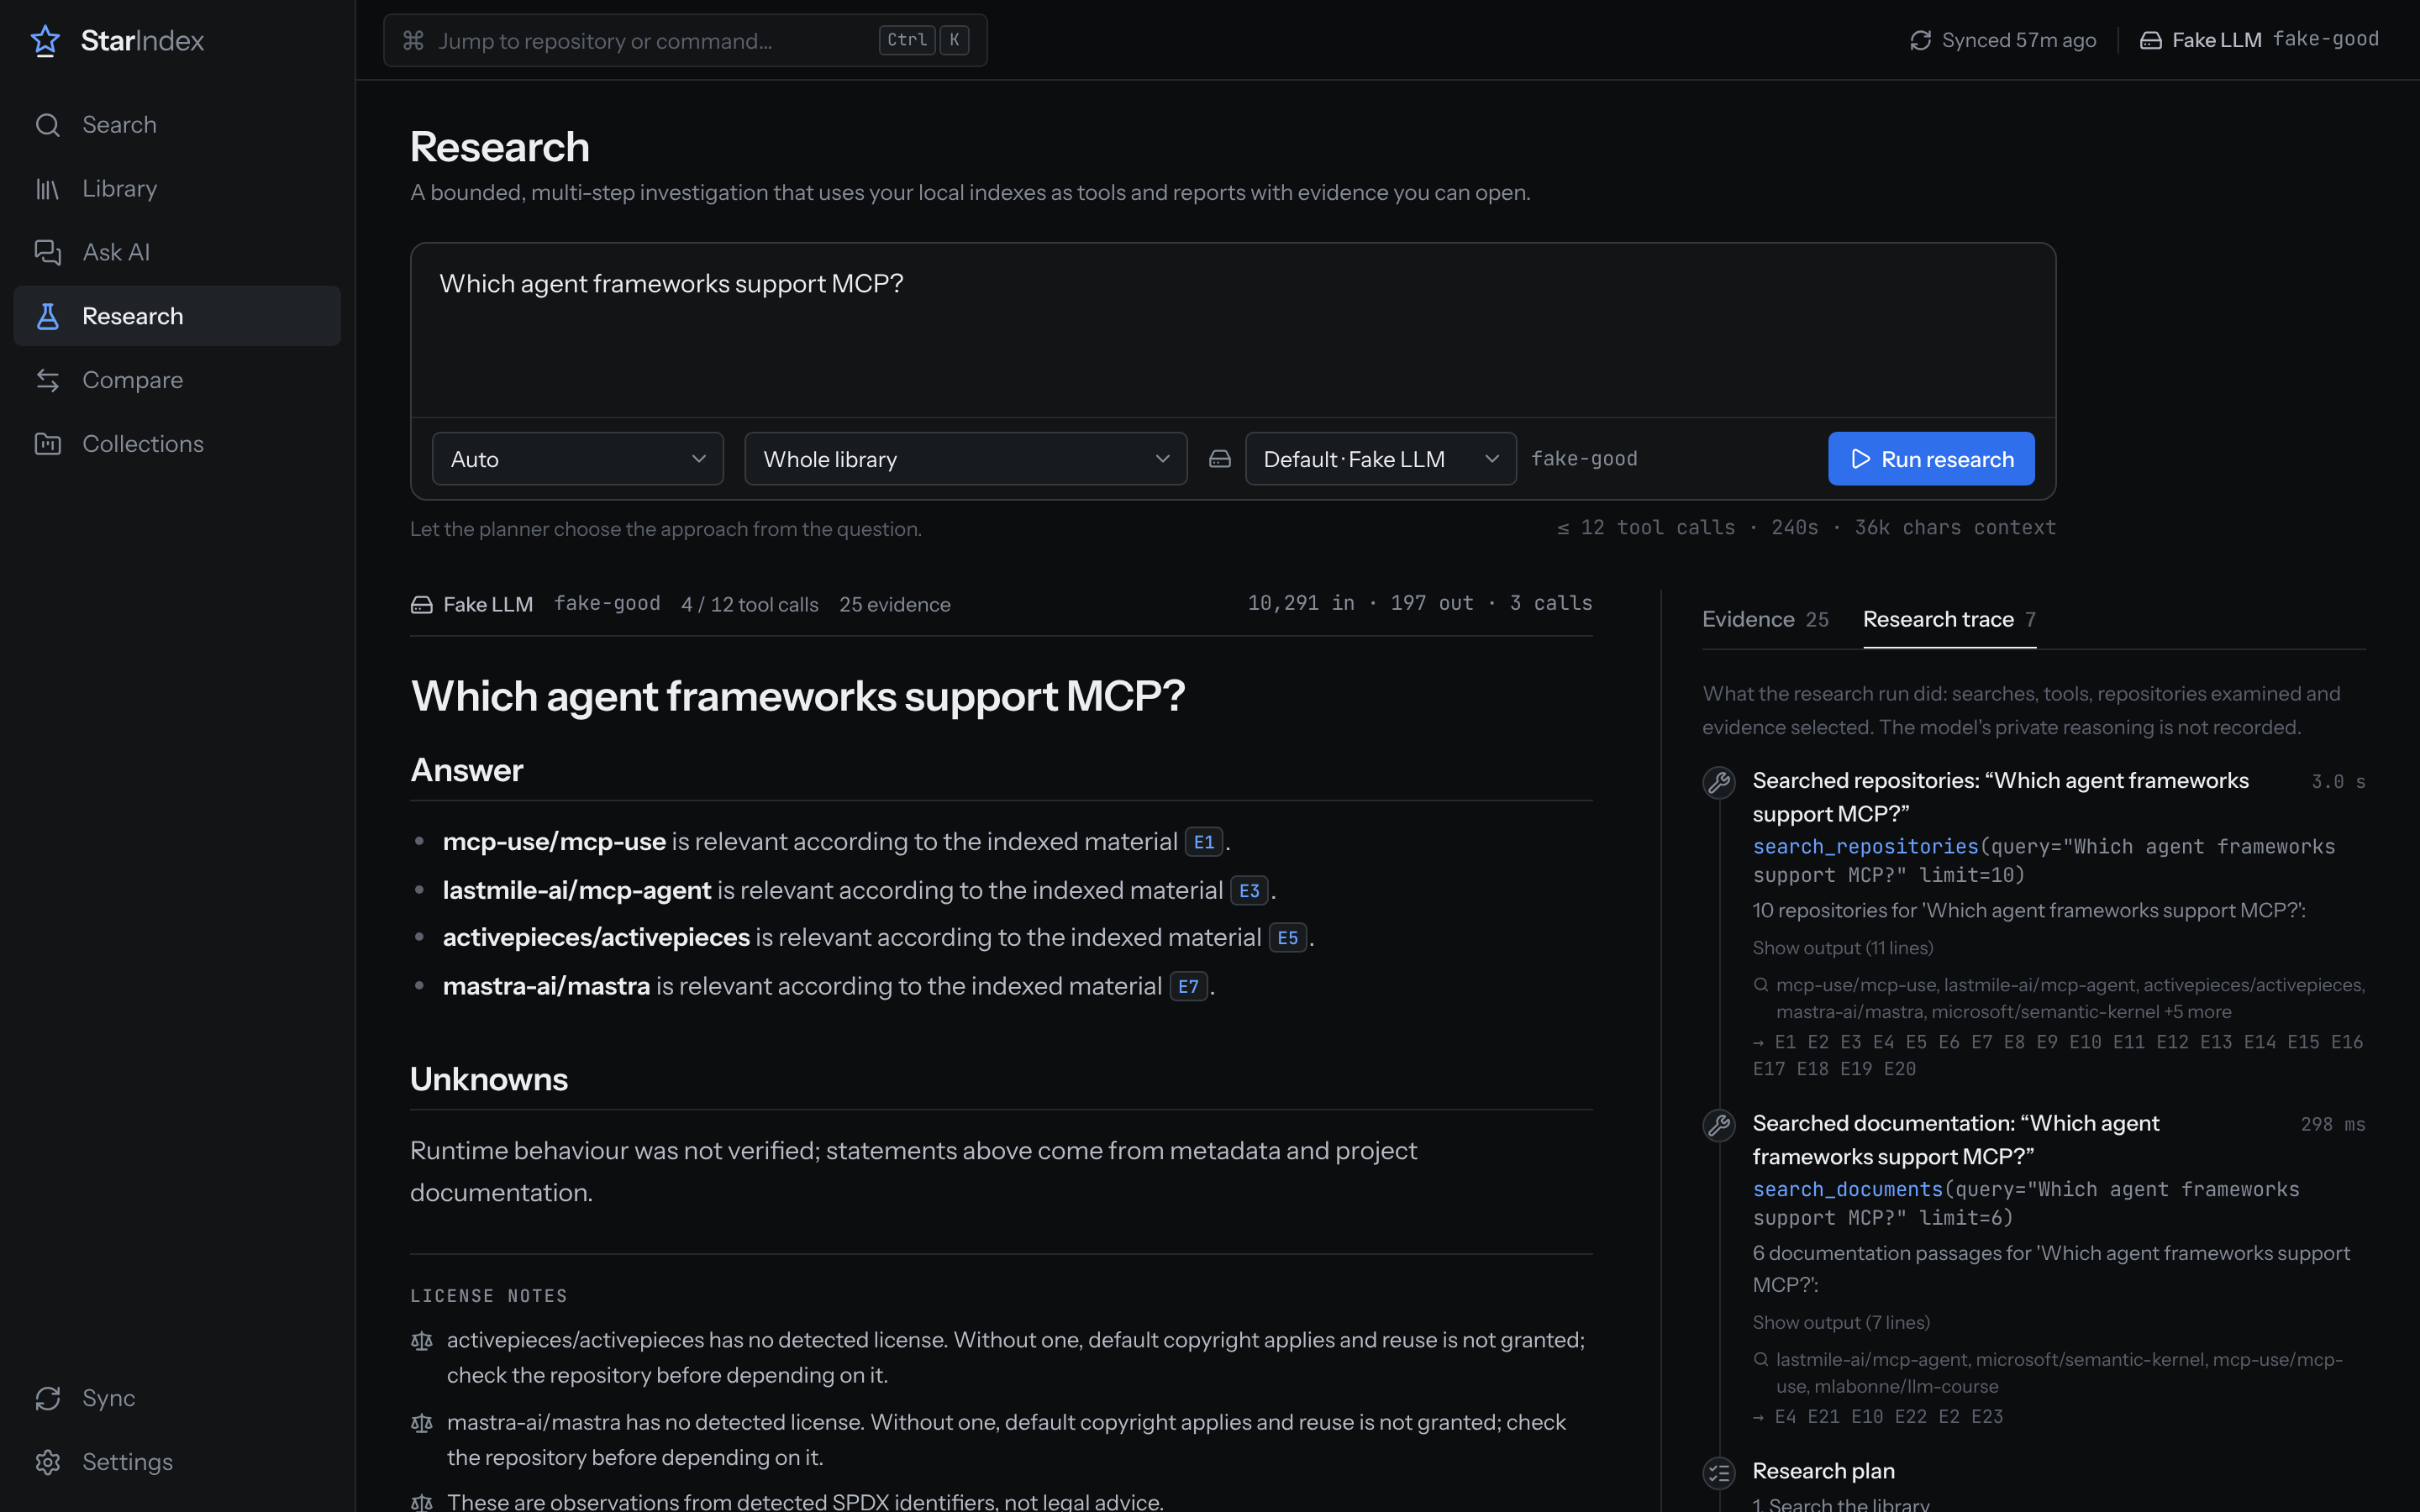 StarIndex
Search
Library
Ask AI
Research
Compare
Collections
Sync
Settings
⌘ Jump to repository or command... Ctrl K
Synced 57m ago
Fake LLM fake-good
Research
A bounded, multi-step investigation that uses your local indexes as tools and reports with evidence you can open.
Which agent frameworks support MCP?
Auto
Whole library
Default · Fake LLM
fake-good
Run research
Let the planner choose the approach from the question.
≤ 12 tool calls · 240s · 36k chars context
Fake LLM fake-good 4 / 12 tool calls 25 evidence
10,291 in · 197 out · 3 calls
Which agent frameworks support MCP?
Answer
• mcp-use/mcp-use is relevant according to the indexed material E1.
• lastmile-ai/mcp-agent is relevant according to the indexed material E3.
• activepieces/activepieces is relevant according to the indexed material E5.
• mastra-ai/mastra is relevant according to the indexed material E7.
Unknowns
Runtime behaviour was not verified; statements above come from metadata and project
documentation.
LICENSE NOTES
activepieces/activepieces has no detected license. Without one, default copyright applies and reuse is not granted;
check the repository before depending on it.
mastra-ai/mastra has no detected license. Without one, default copyright applies and reuse is not granted; check
the repository before depending on it.
These are observations from detected SPDX identifiers, not legal advice.
Evidence 25
Research trace 7
What the research run did: searches, tools, repositories examined and
evidence selected. The model's private reasoning is not recorded.
Searched repositories: “Which agent frameworks 3.0 s
support MCP?”
search_repositories(query="Which agent frameworks
support MCP?" limit=10)
10 repositories for 'Which agent frameworks support MCP?':
Show output (11 lines)
mcp-use/mcp-use, lastmile-ai/mcp-agent, activepieces/activepieces,
mastra-ai/mastra, microsoft/semantic-kernel +5 more
→ E1 E2 E3 E4 E5 E6 E7 E8 E9 E10 E11 E12 E13 E14 E15 E16
E17 E18 E19 E20
Searched documentation: “Which agent 298 ms
frameworks support MCP?”
search_documents(query="Which agent frameworks
support MCP?" limit=6)
6 documentation passages for 'Which agent frameworks support
MCP?':
Show output (7 lines)
lastmile-ai/mcp-agent, microsoft/semantic-kernel, mcp-use/mcp-
use, mlabonne/llm-course
→ E4 E21 E10 E22 E2 E23
Research plan
1. Search the library